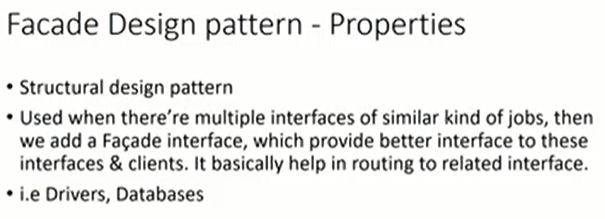 Facade Design pattern - Properties
• Structural design pattern
• Used when there're multiple interfaces of similar kind of jobs, then
we add a Façade interface, which provide better interface to these
interfaces & clients. It basically help in routing to related interface.
• i.e Drivers, Databases